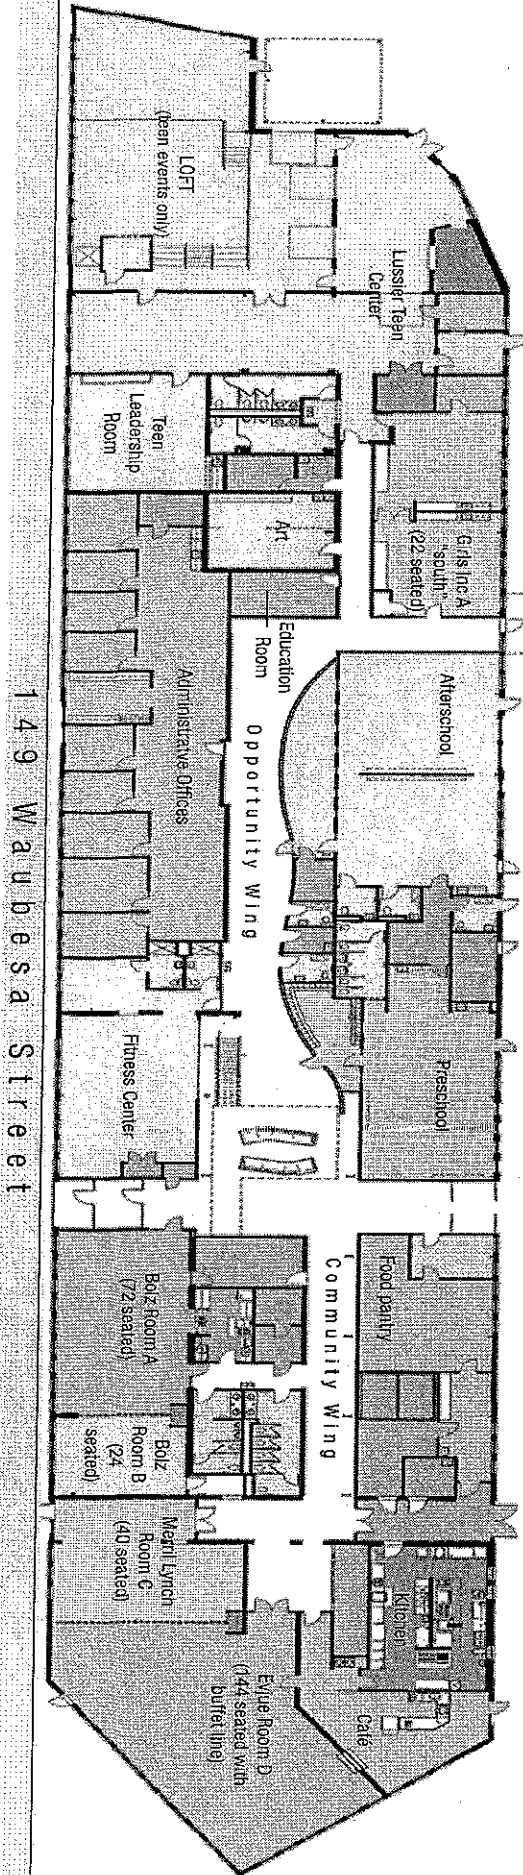 LOFT
(teen events only)
Lussier Teen
Center
Teen
Leadership
Room
Art
Girls Inc A
"south"
(22 seated)
Education
Room
Administrative Offices
Opportunity Wing
Afterschool
Preschool
Fitness Center
149 Waubesa Street
Community Wing
Food pantry
Bolz Room A
(72 seated)
Bolz
Room B
(24
seated)
Merril Lynch
Room C
(40 seated)
Kitchen
Café
Evjue Room D
(144 seated with
buffet line)